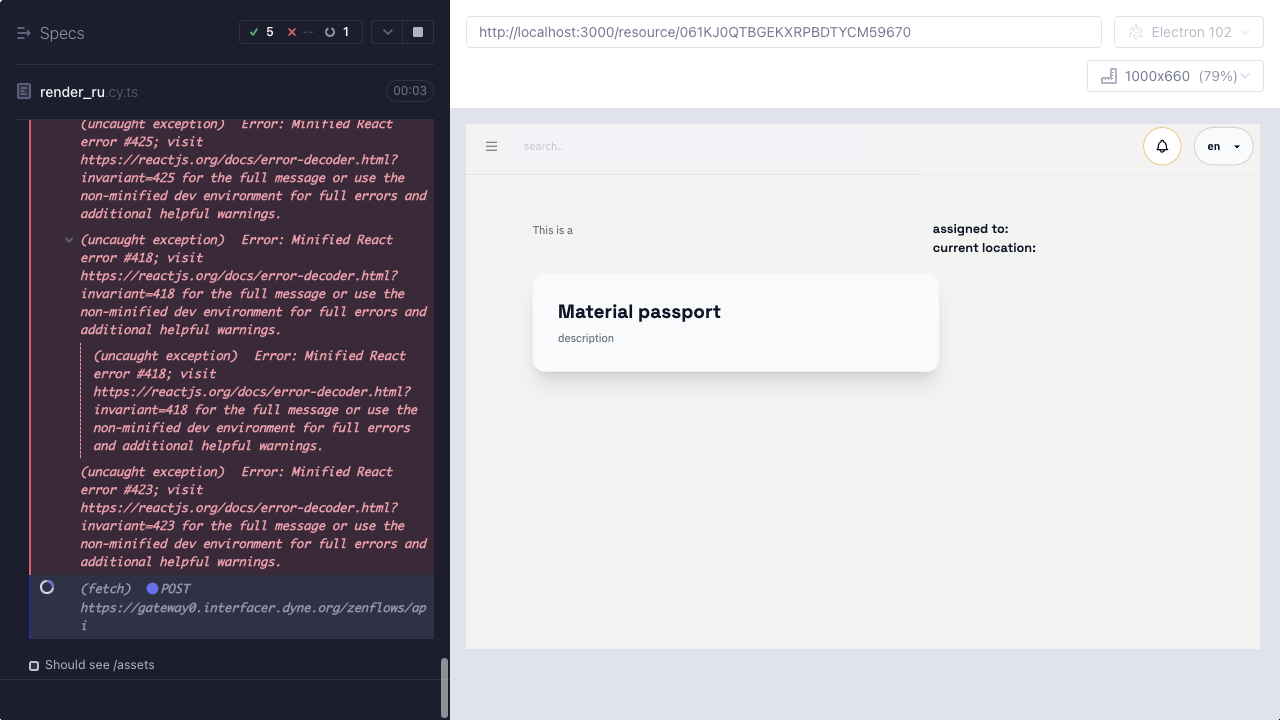 Specs
5
--
1
render_ru.cy.ts
00:03
(uncaught exception) Error: Minified React
error #425; visit
https://reactjs.org/docs/error-decoder.html?
invariant=425 for the full message or use the
non-minified dev environment for full errors and
additional helpful warnings.
(uncaught exception) Error: Minified React
error #418; visit
https://reactjs.org/docs/error-decoder.html?
invariant=418 for the full message or use the
non-minified dev environment for full errors and
additional helpful warnings.
(uncaught exception) Error: Minified React
error #418; visit
https://reactjs.org/docs/error-decoder.html?
invariant=418 for the full message or use the
non-minified dev environment for full errors
and additional helpful warnings.
(uncaught exception) Error: Minified React
error #423; visit
https://reactjs.org/docs/error-decoder.html?
invariant=423 for the full message or use the
non-minified dev environment for full errors and
additional helpful warnings.
(fetch) POST
https://gateway0.interfacer.dyne.org/zenflows/ap
i
Should see /assets
http://localhost:3000/resource/061KJ0QTBGEKXRPBDTYCM59670
Electron 102
1000x660 (79%)
search..
en
This is a
assigned to:
current location:
Material passport
description